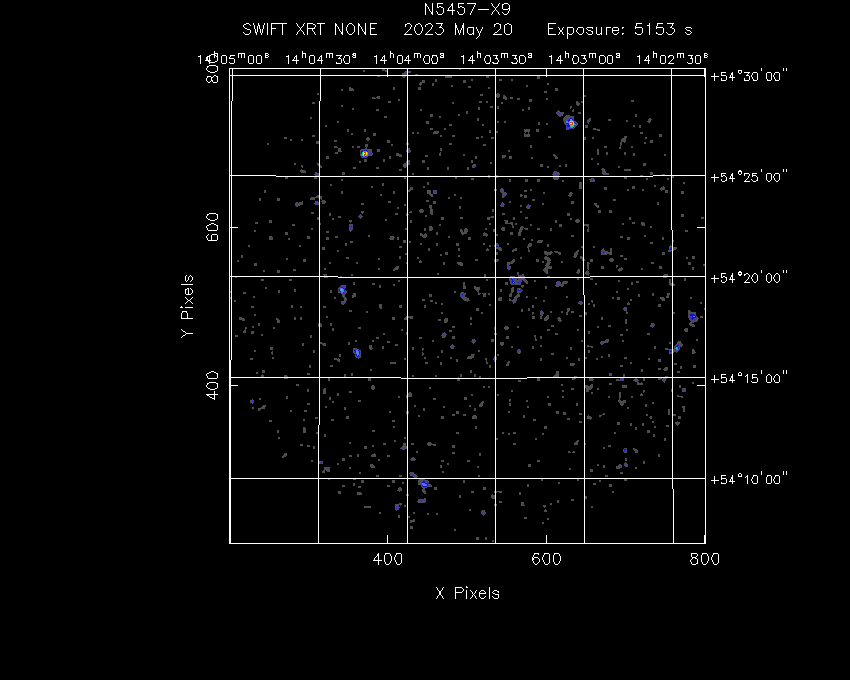 N5457-X9
SWIFT XRT NONE 2023 May 20 Exposure: 5153 s
14h05m00s 14h04m30s 14h04m00s 14h03m30s 14h03m00s 14h02m30s
800
+54°30'00"
+54°25'00"
600
+54°20'00"
Y Pixels
+54°15'00"
400
+54°10'00"
400 600 800
X Pixels